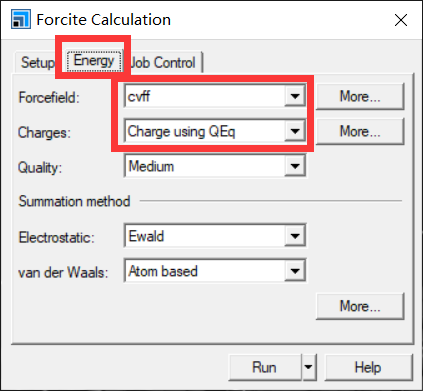 Forcite Calculation
Setup Energy Job Control
Forcefield: cvff More...
Charges: Charge using QEq More...
Quality: Medium
Summation method
Electrostatic: Ewald
van der Waals: Atom based
More...
Run Help